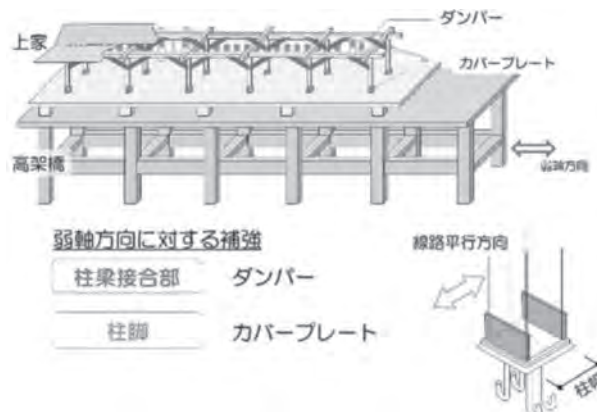 ダンパー
上家
カバープレート
高架橋
弱軸方向
弱軸方向に対する補強
線路平行方向
柱梁接合部 ダンパー
柱脚 カバープレート